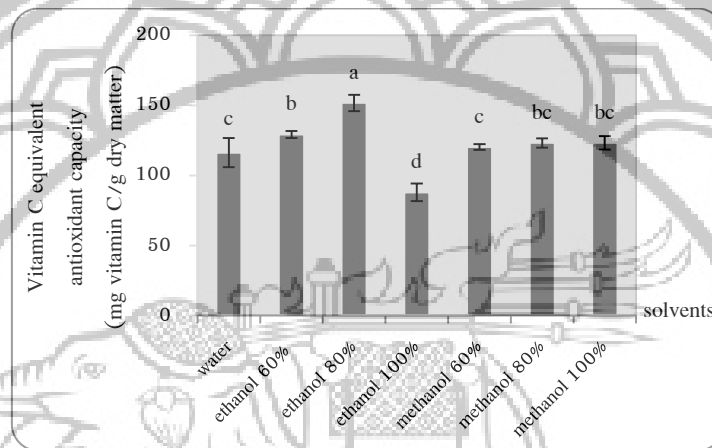 200
150
100
50
0
Vitamin C equivalent
antioxidant capacity
(mg vitamin C/g dry matter)
c
b
a
d
c
bc
bc
solvents
water
ethanol 60%
ethanol 80%
ethanol 100%
methanol 60%
methanol 80%
methanol 100%